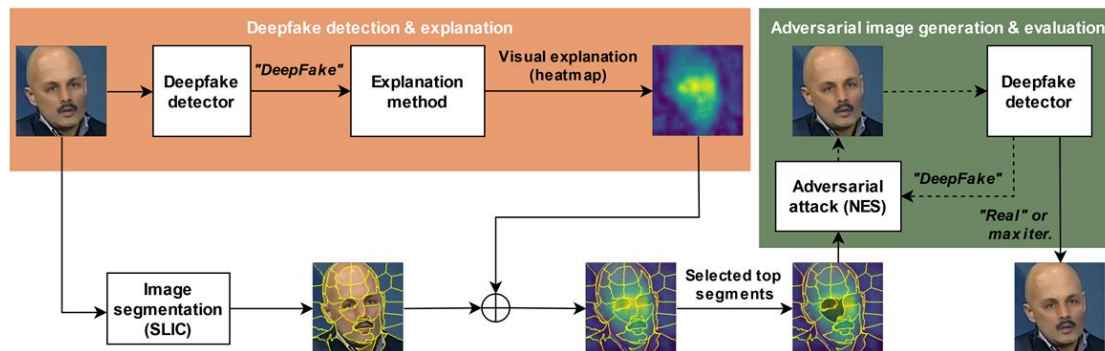 Deepfake detection & explanation
Deepfake
detector
"DeepFake"
Explanation
method
Visual explanation
(heatmap)
Adversarial image generation & evaluation
Deepfake
detector
"DeepFake"
Adversarial
attack (NES)
"Real" or
max iter.
Image
segmentation
(SLIC)
Selected top
segments